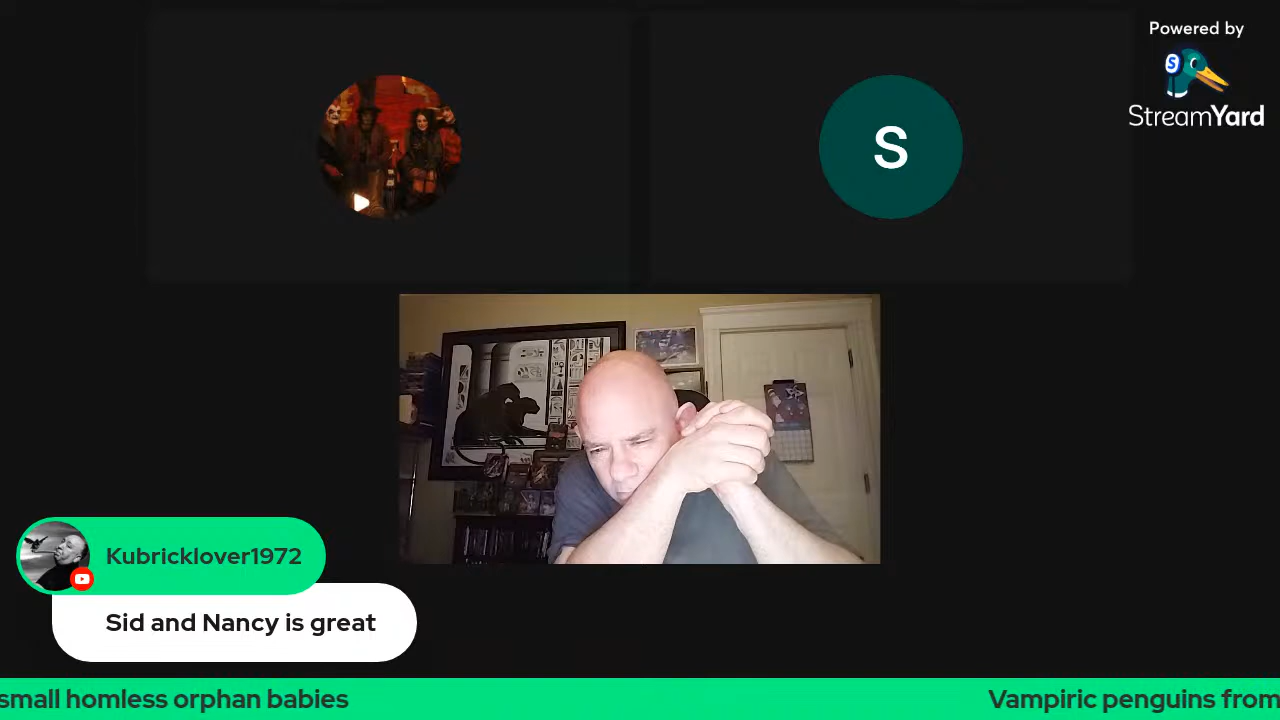 Powered by
S
StreamYard
S
Kubricklover1972
Sid and Nancy is great
small homless orphan babies
Vampiric penguins from